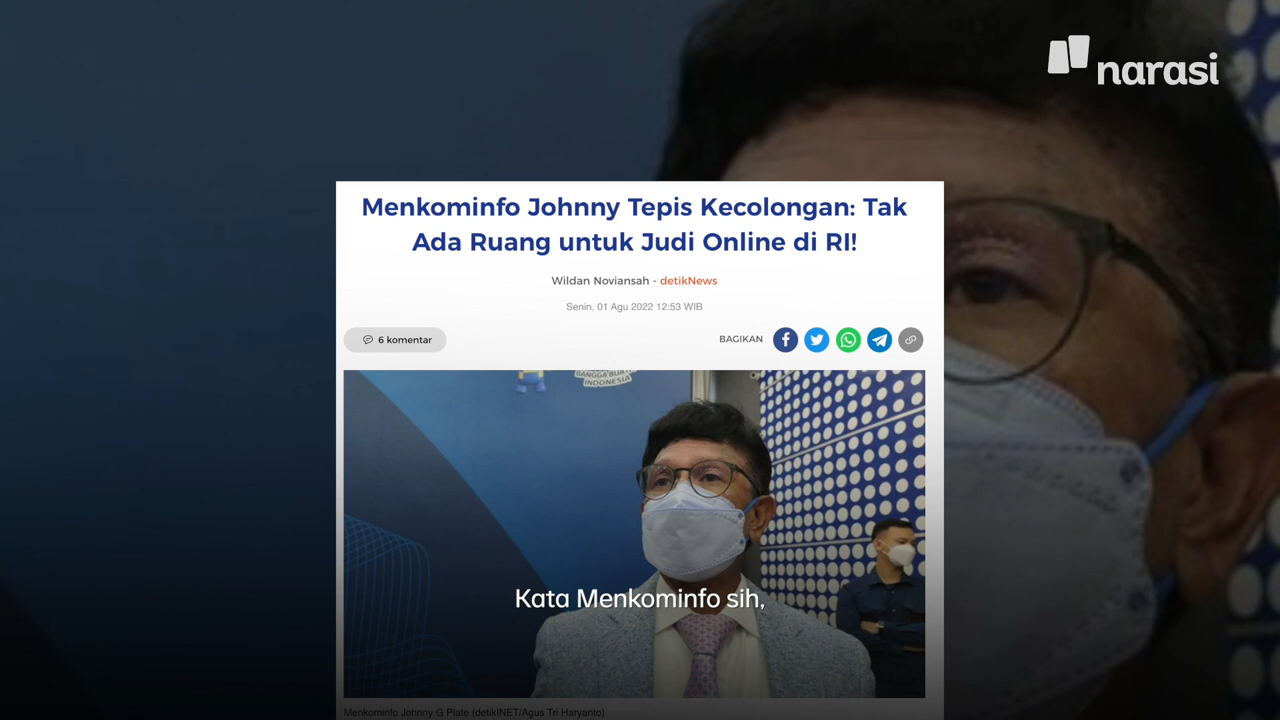 narasi
Menkominfo Johnny Tepis Kecolongan: Tak
Ada Ruang untuk Judi Online di RI!
Wildan Noviansah - detikNews
Senin, 01 Agu 2022 12:53 WIB
6 komentar
BAGIKAN
BANGGA BUATAN
INDONESIA
Kata Menkominfo sih,
Menkominfo Johnny G Plate (detikINET/Agus Tri Haryanto)